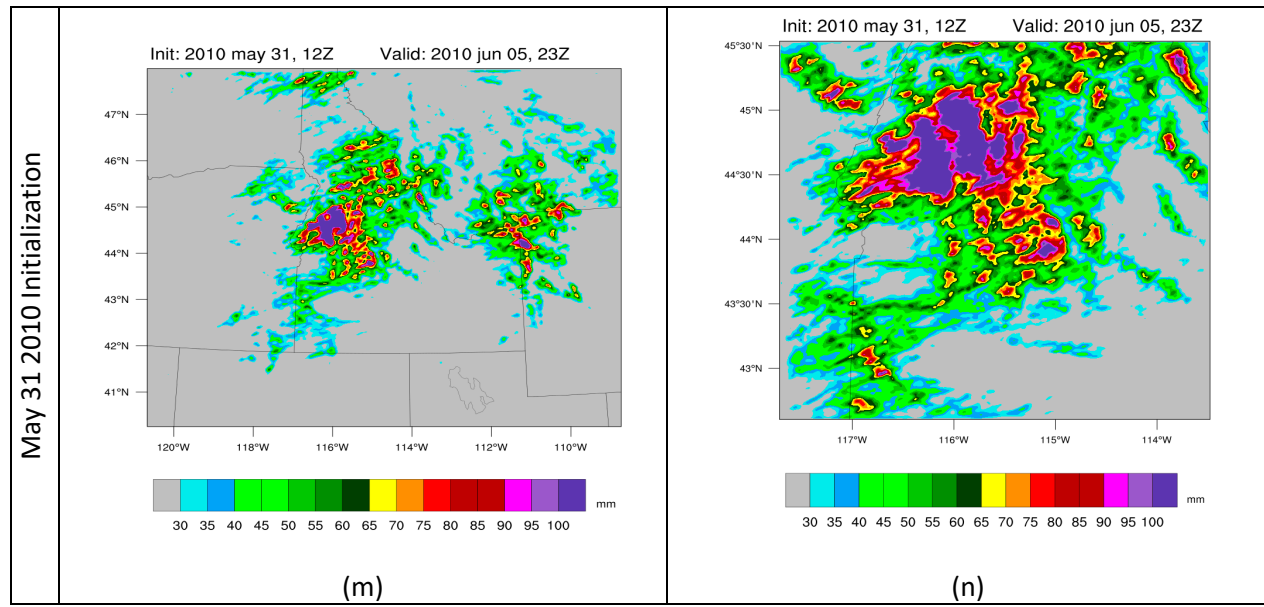 May 31 2010 Initialization
Init: 2010 may 31, 12Z Valid: 2010 jun 05, 23Z
47°N
46°N
45°N
44°N
43°N
42°N
41°N
120°W 118°W 116°W 114°W 112°W 110°W
30 35 40 45 50 55 60 65 70 75 80 85 90 95 100 mm
(m)
Init: 2010 may 31, 12Z Valid: 2010 jun 05, 23Z
45°30'N
45°N
44°30'N
44°N
43°30'N
43°N
117°W 116°W 115°W 114°W
30 35 40 45 50 55 60 65 70 75 80 85 90 95 100 mm
(n)